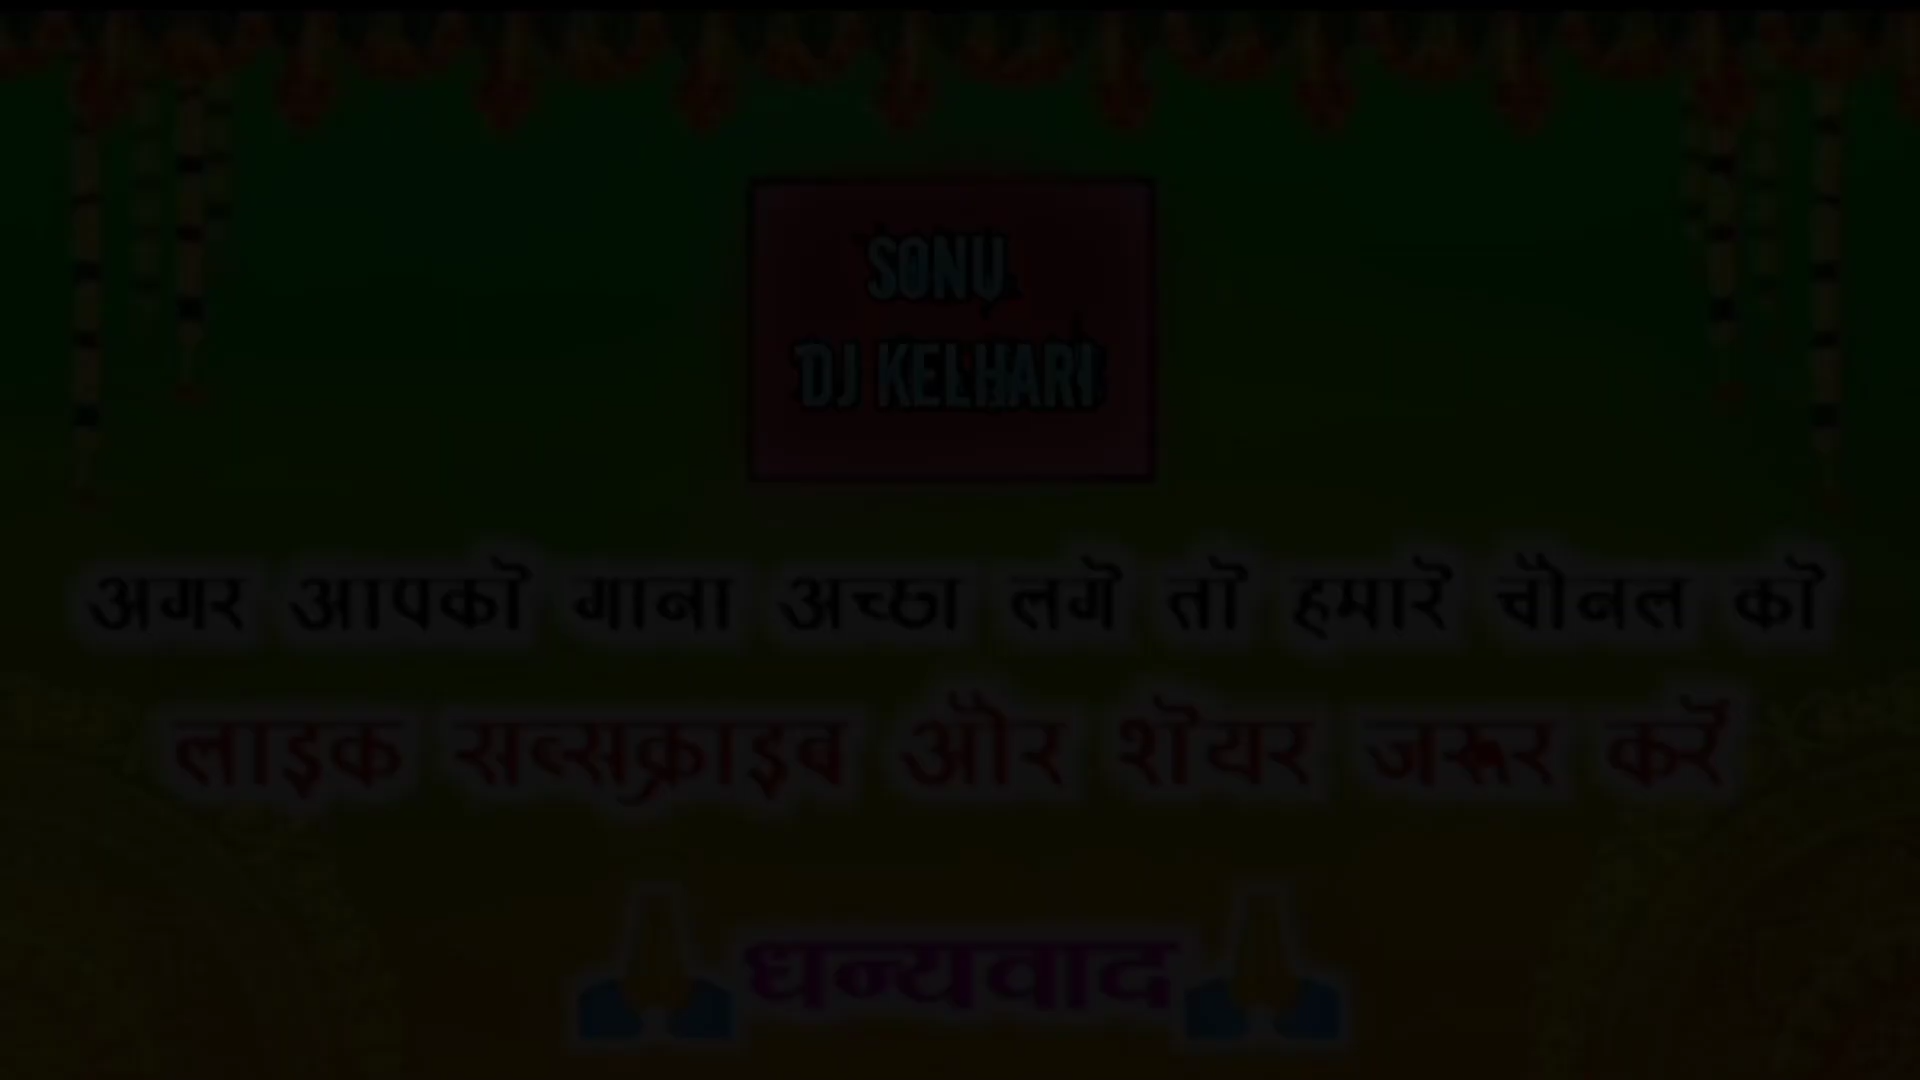 SONU
DJ KELHARI
अगर आपको गाना अच्छा लगे तो हमारे चौनल को
लाइक सब्सक्राइब और शेयर जरूर करें
🙏धन्यवाद🙏